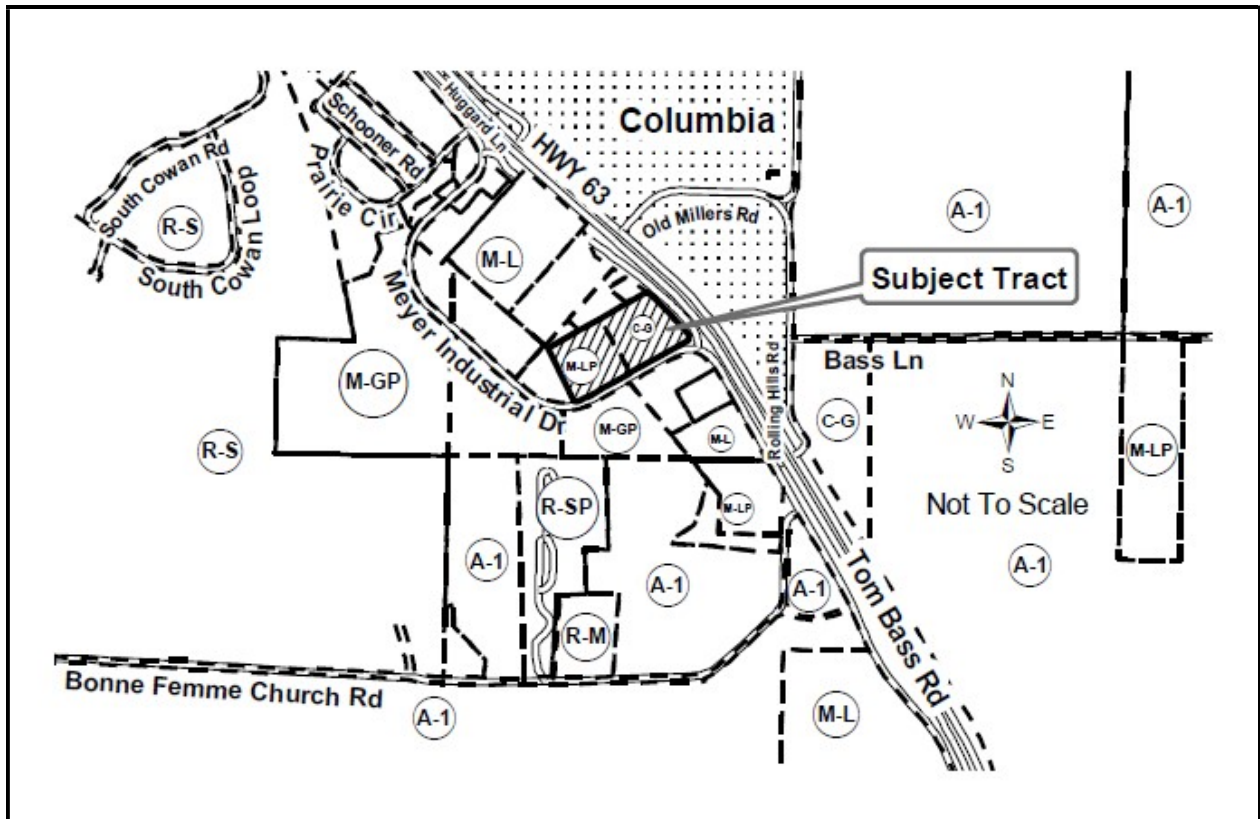 Columbia
Huggard Ln
HWY 63
Schooner Rd
Prairie Cir
South Cowan Rd
R-S
South Cowan Loop
Old Millers Rd
A-1
A-1
M-L
Subject Tract
C-G
M-LP
Meyer Industrial Dr
M-GP
Bass Ln
Rolling Hills Rd
N
W
E
S
C-G
M-LP
M-GP
M-L
R-S
Not To Scale
R-SP
M-LP
A-1
A-1
A-1
A-1
R-M
Tom Bass Rd
Bonne Femme Church Rd
A-1
M-L